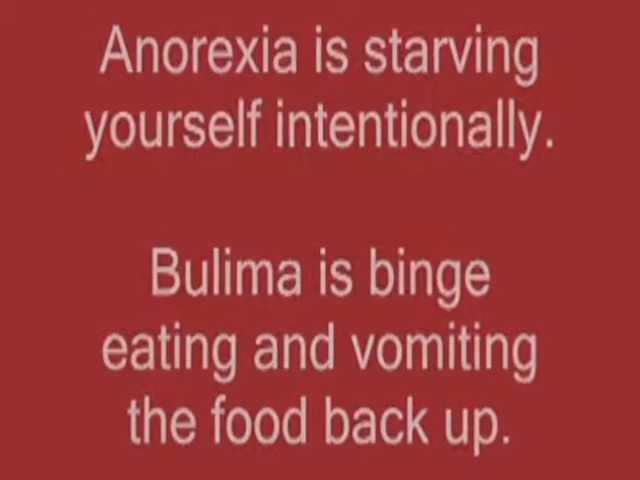 Anorexia is starving
yourself intentionally.
Bulima is binge
eating and vomiting
the food back up.